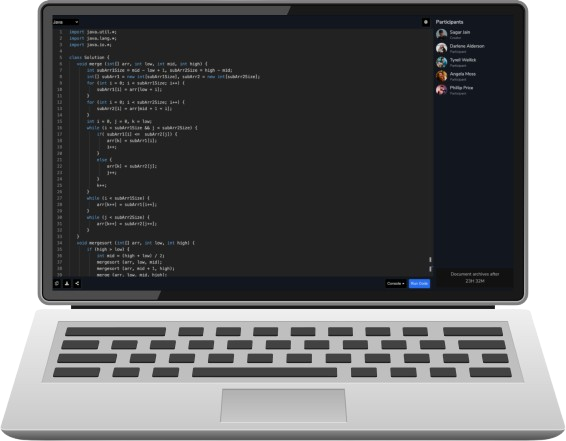 Java
1 import java.util.*;
2 import java.lang.*;
3 import java.io.*;
4
5 class Solution {
6 void merge (int[] arr, int low, int mid, int high) {
7 int subArr1Size = mid - low + 1, subArr2Size = high - mid;
8 int[] subArr1 = new int[subArr1Size], subArr2 = new int[subArr2Size];
9 for (int i = 0; i < subArr1Size; i++) {
10 subArr1[i] = arr[low + i];
11 }
12 for (int i = 0; i < subArr2Size; i++) {
13 subArr2[i] = arr[mid + 1 + i];
14 }
15 int i = 0, j = 0, k = low;
16 while (i < subArr1Size && j < subArr2Size) {
17 if( subArr1[i] <= subArr2[j]) {
18 arr[k] = subArr1[i];
19 i++;
20 }
21 else {
22 arr[k] = subArr2[j];
23 j++;
24 }
25 k++;
26 }
27 while (i < subArr1Size) {
28 arr[k++] = subArr1[i++];
29 }
30 while (j < subArr2Size) {
31 arr[k++] = subArr2[j++];
32 }
33 }
34 void mergesort (int[] arr, int low, int high) {
35 if (high > low) {
36 int mid = (high + low) / 2;
37 mergesort (arr, low, mid);
38 mergesort (arr, mid + 1, high);
39 merge (arr, low, mid, high);
Console
Run Code
Participants
Sagar Jain
Darlene Alderson
Participant
Tyrell Wellick
Participant
Angela Moss
Participant
Phillip Price
Participant
Document archives after
23H 32M